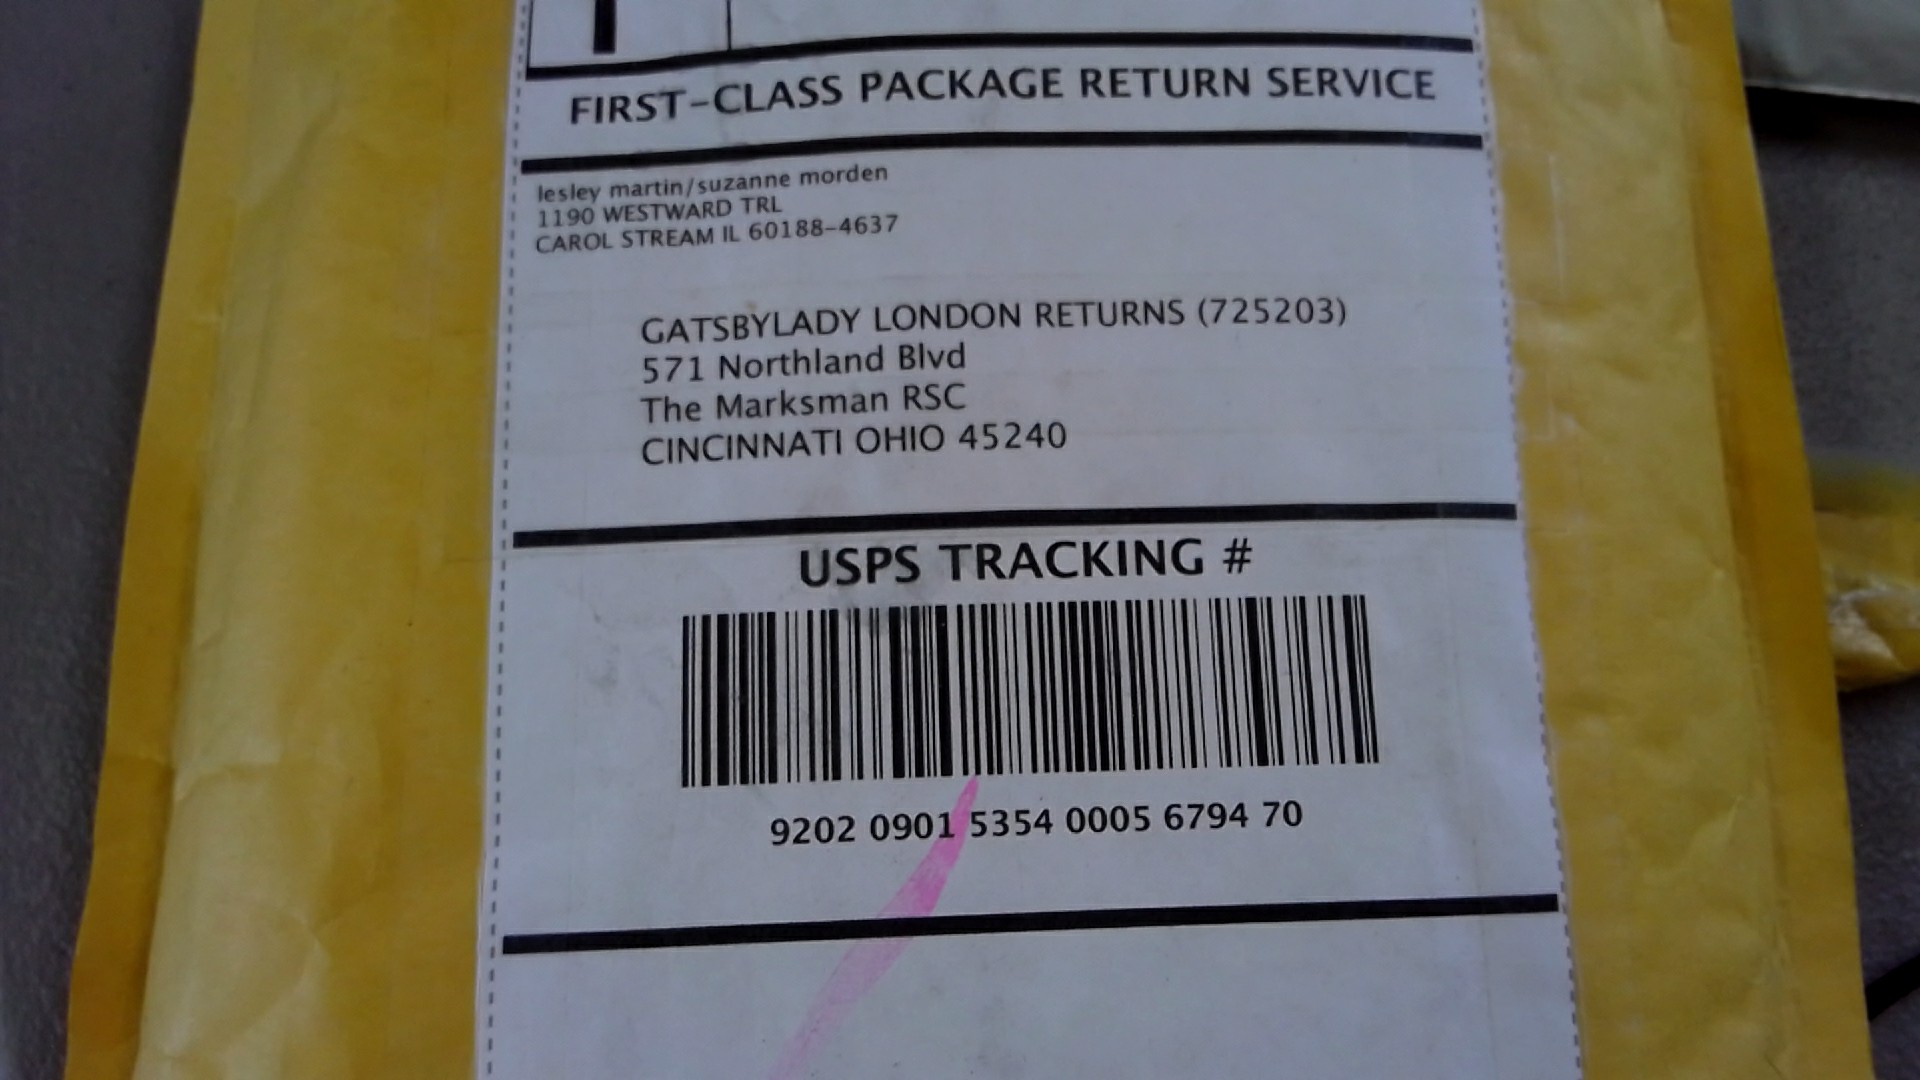 FIRST-CLASS PACKAGE RETURN SERVICE
lesley martin/suzanne morden
1190 WESTWARD TRL
CAROL STREAM IL 60188-4637
GATSBYLADY LONDON RETURNS (725203)
571 Northland Blvd
The Marksman RSC
CINCINNATI OHIO 45240
USPS TRACKING #
9202 0901 5354 0005 6794 70